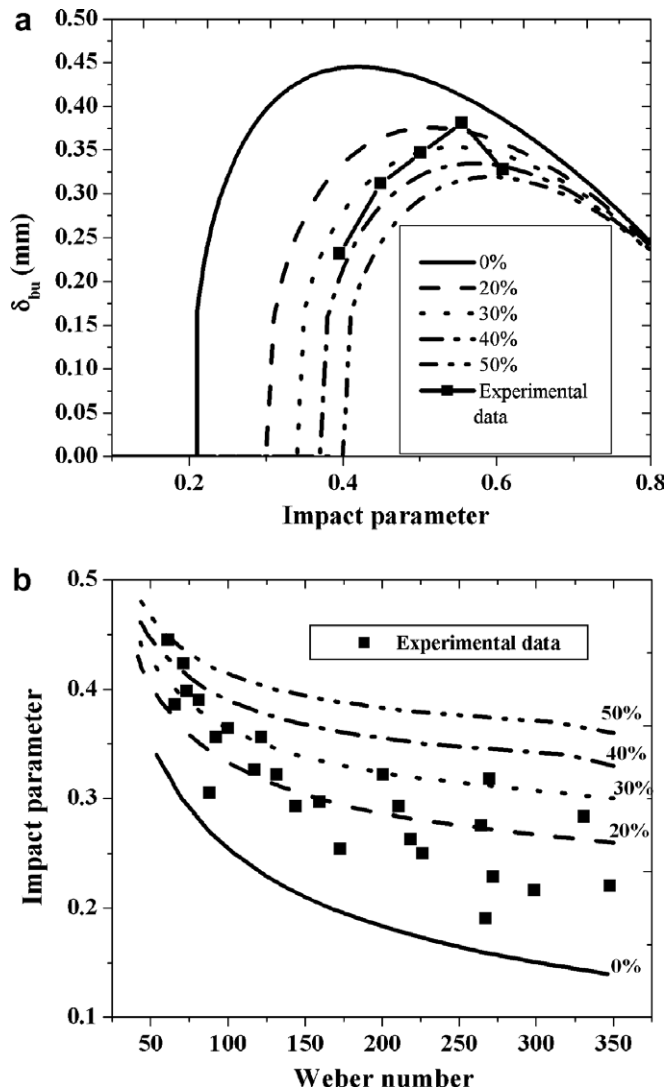 a
0.50
0.45
0.40
0.35
0.30
0.25
0.20
0.15
0.10
0.05
0.00
δbu (mm)
0%
20%
30%
40%
50%
Experimental
data
0.2 0.4 0.6 0.8
Impact parameter
b
0.5
0.4
0.3
0.2
0.1
Impact parameter
Experimental data
50%
40%
30%
20%
0%
50 100 150 200 250 300 350
Weber number